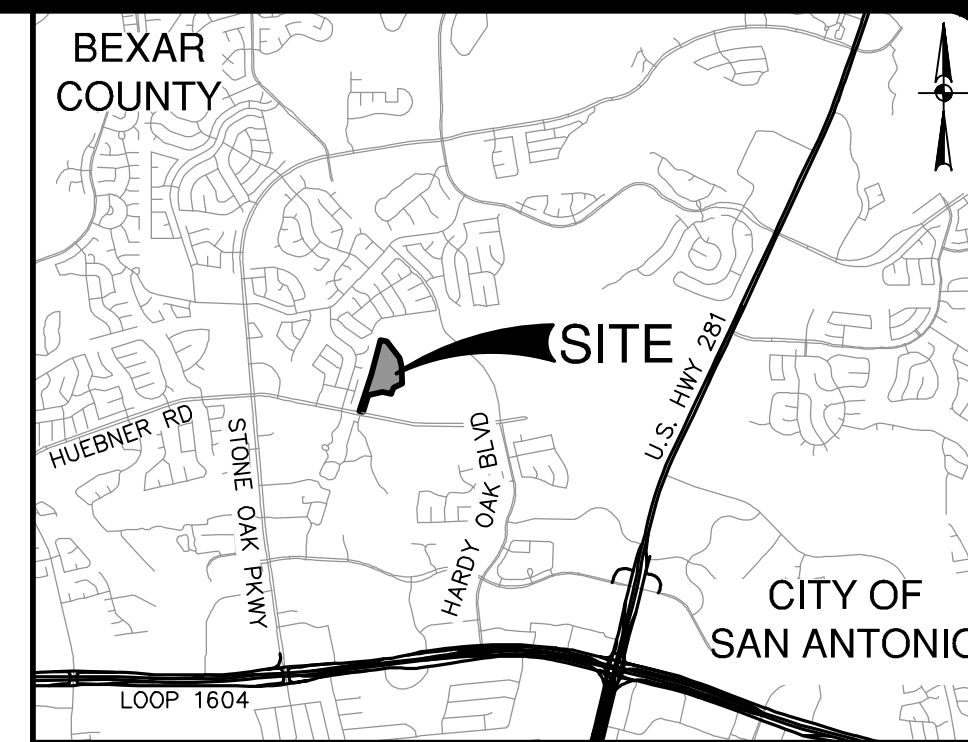 BEXAR
COUNTY
SITE
U.S. HWY 281
HUEBNER RD
STONE OAK PKWY
HARDY OAK BLVD
CITY OF
SAN ANTONIO
LOOP 1604